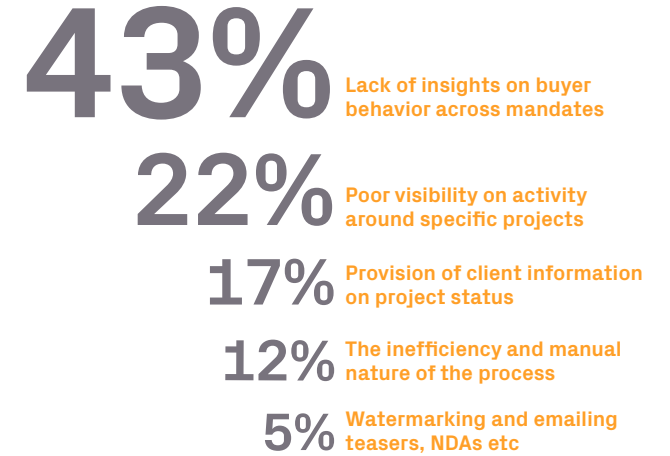 43%
Lack of insights on buyer
behavior across mandates
22%
Poor visibility on activity
around specific projects
17%
Provision of client information
on project status
12%
The inefficiency and manual
nature of the process
5%
Watermarking and emailing
teasers, NDAs etc